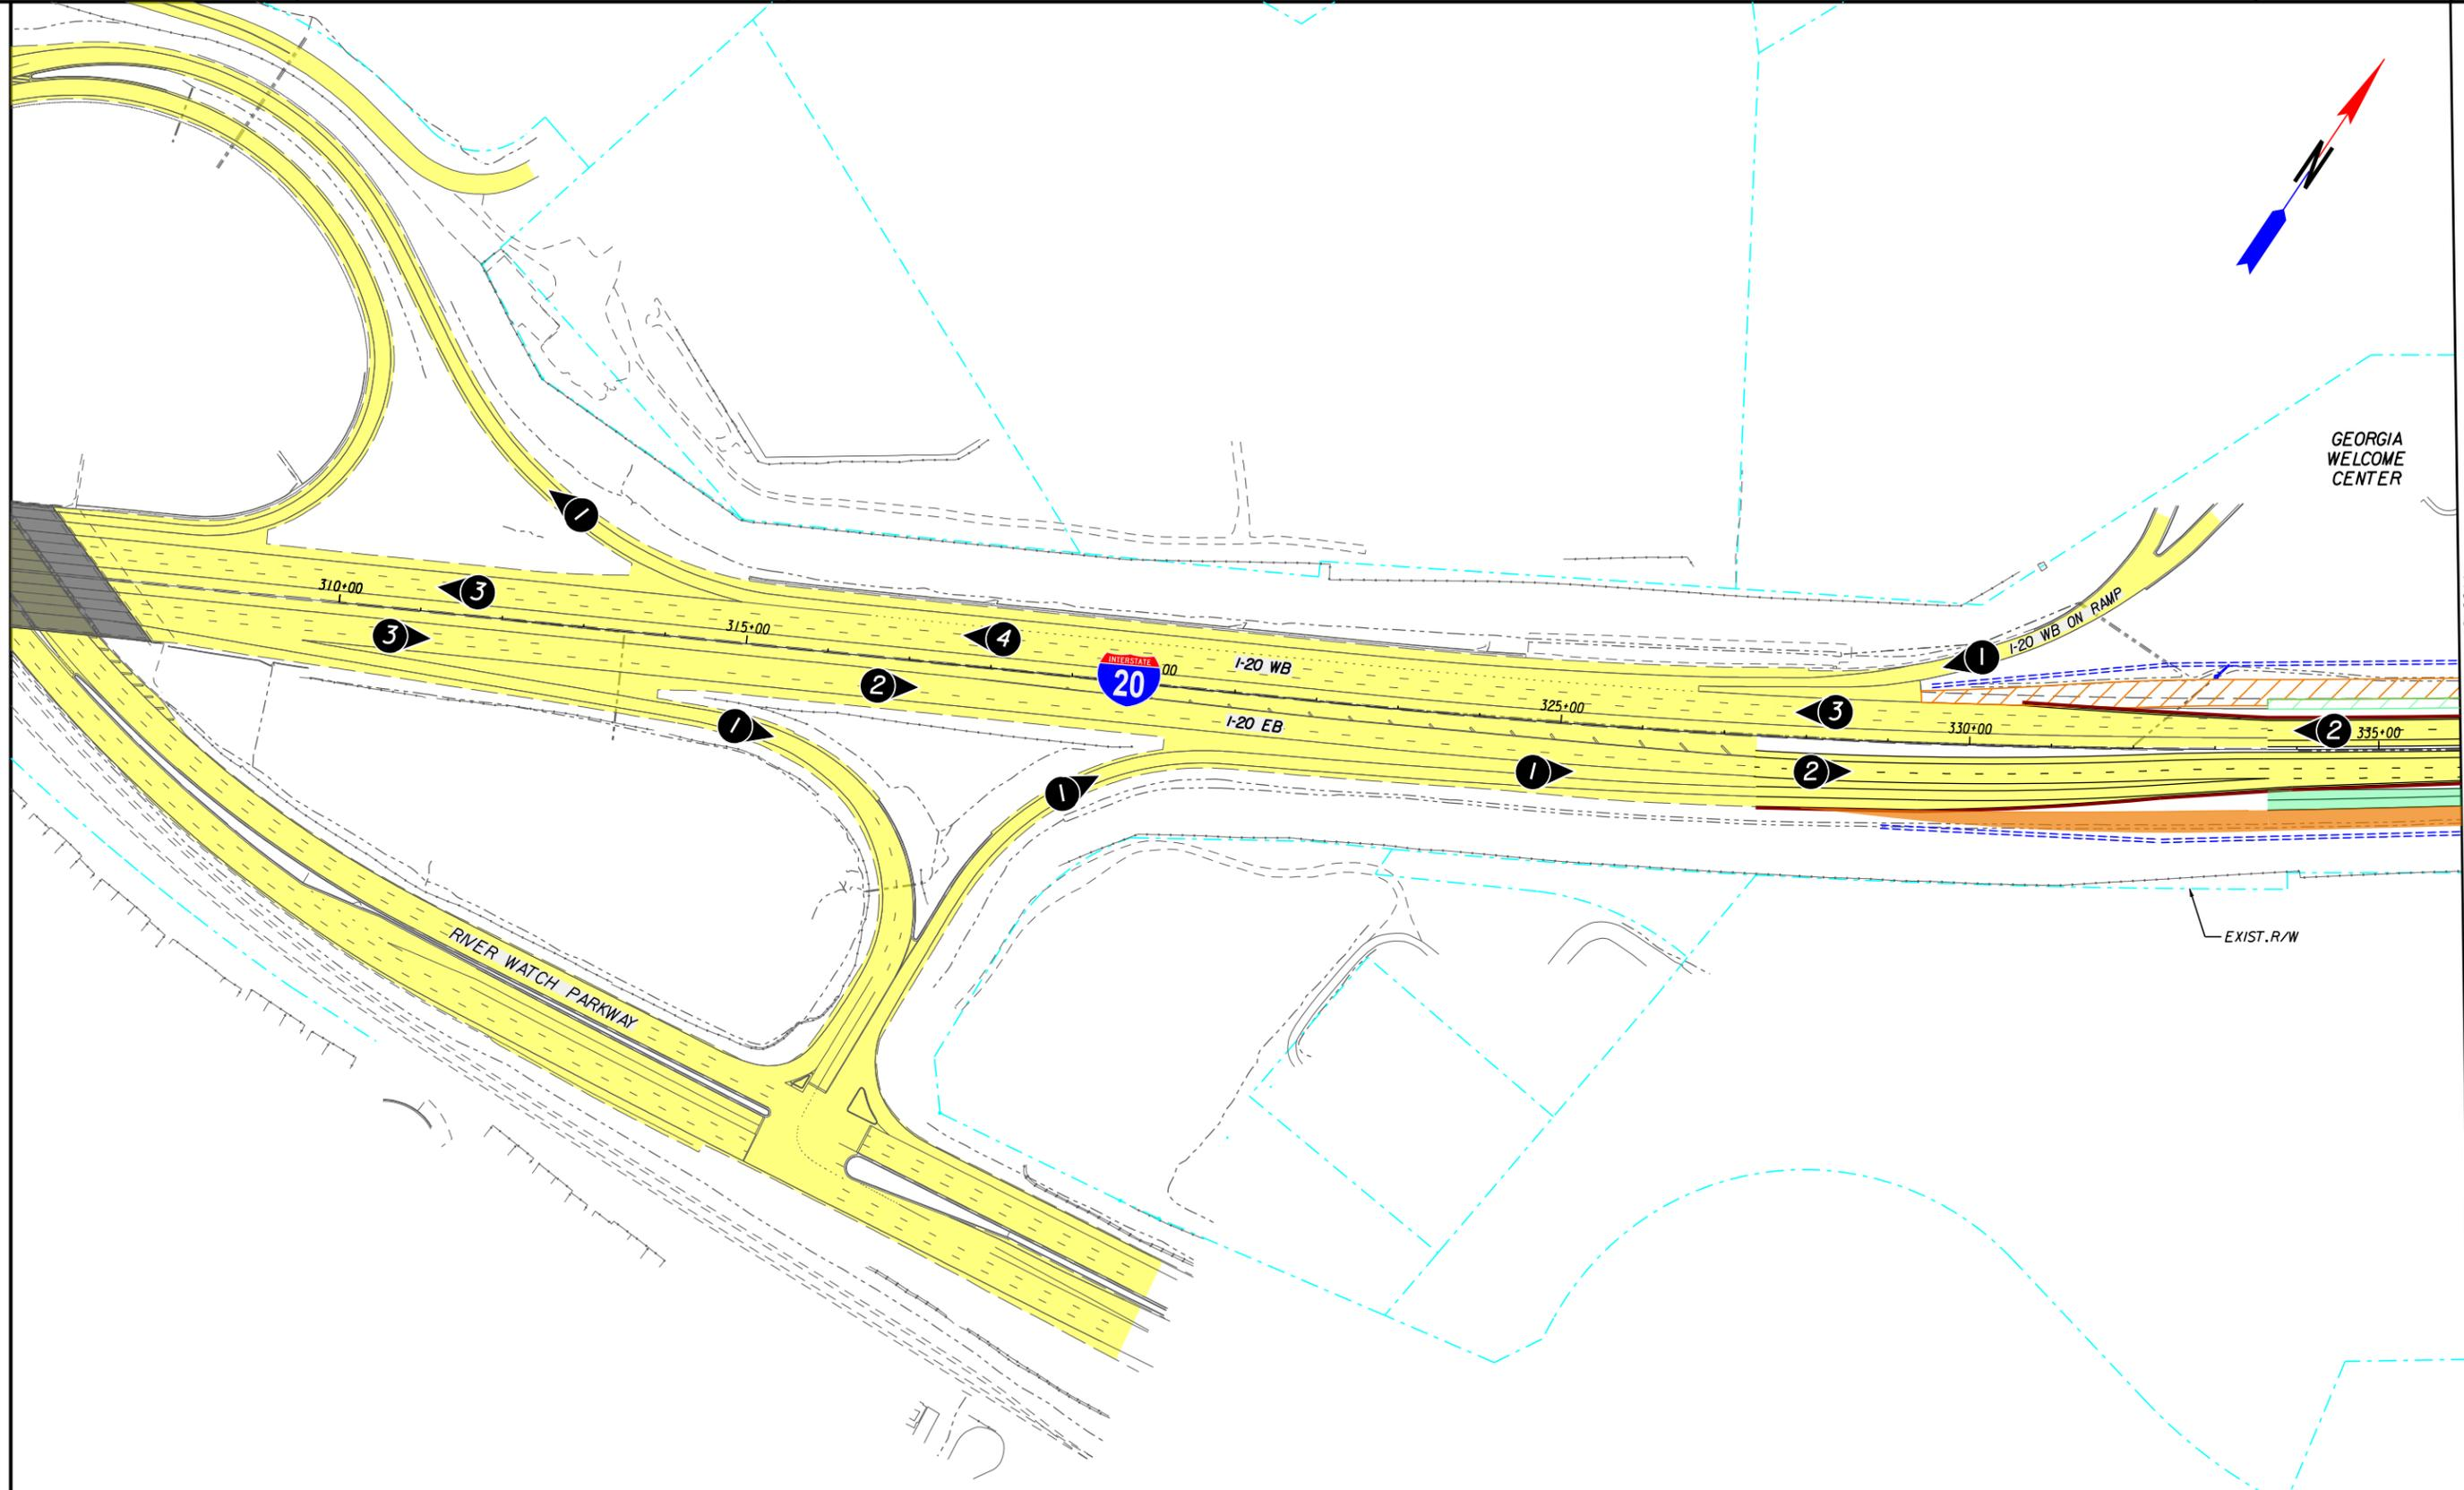 N
GEORGIA
WELCOME
CENTER
1
310+00
3
3
315+00
4
I-20 WB
INTERSTATE
20
00
2
I-20 EB
1
1
1
325+00
I-20 WB ON RAMP
1
3
330+00
2
335+00
2
EXIST. R/W
RIVER WATCH PARKWAY